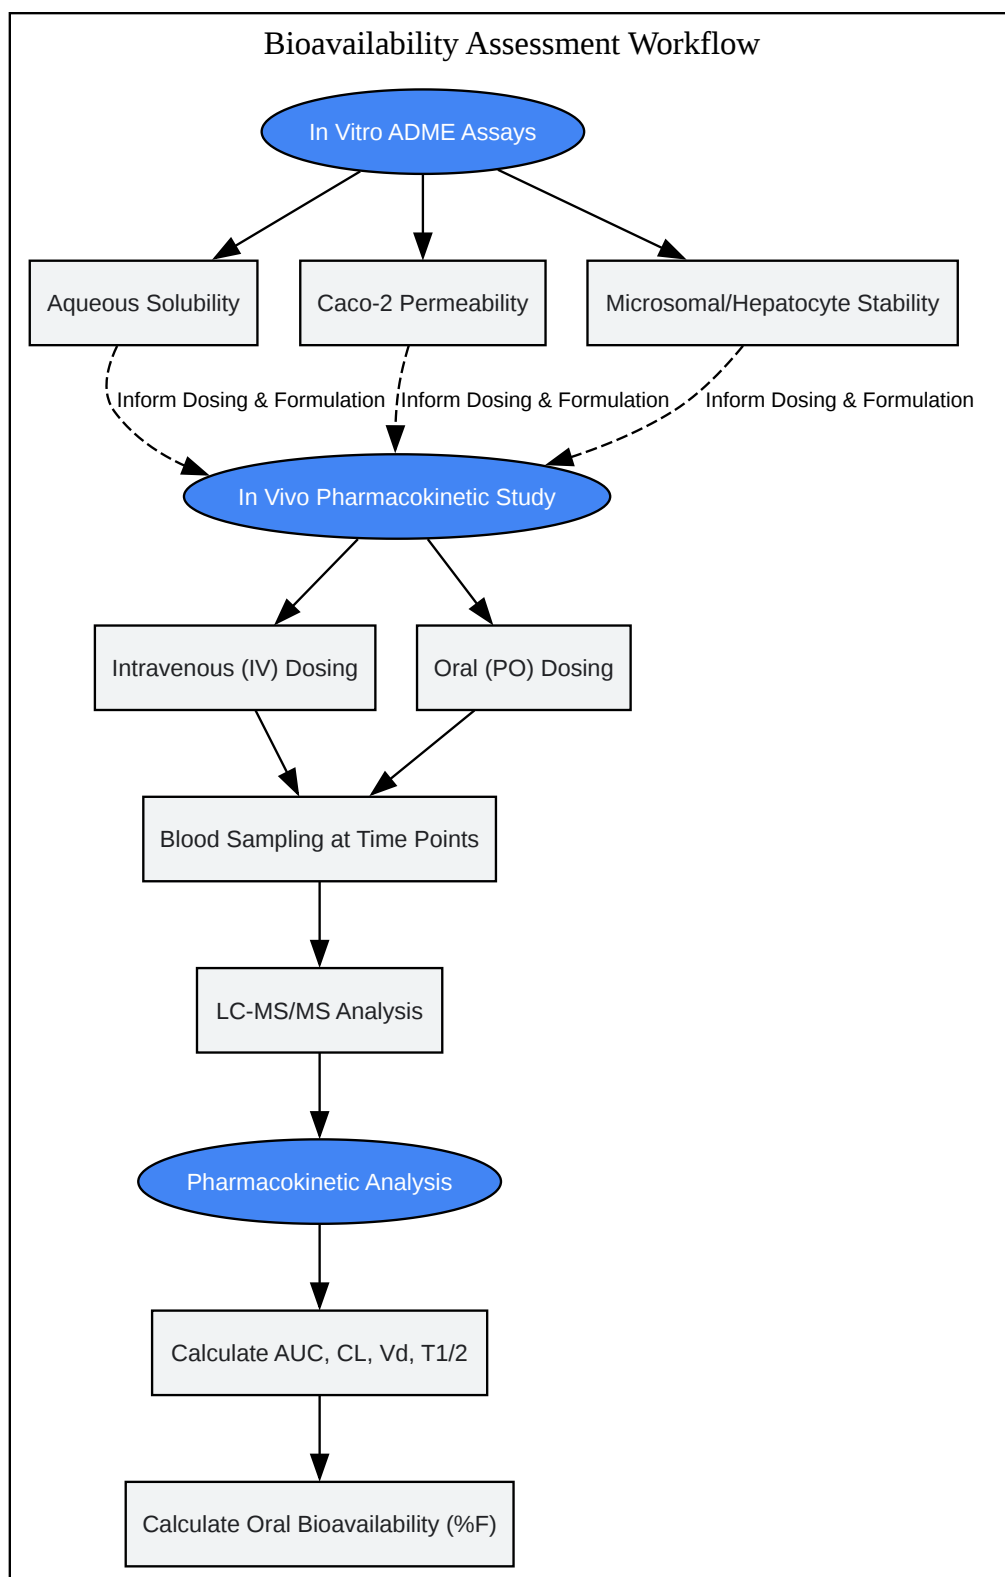 Bioavailability Assessment Workflow
In Vitro ADME Assays
Aqueous Solubility
Caco-2 Permeability
Microsomal/Hepatocyte Stability
Inform Dosing & Formulation
Inform Dosing & Formulation
Inform Dosing & Formulation
In Vivo Pharmacokinetic Study
Intravenous (IV) Dosing
Oral (PO) Dosing
Blood Sampling at Time Points
LC-MS/MS Analysis
Pharmacokinetic Analysis
Calculate AUC, CL, Vd, T1/2
Calculate Oral Bioavailability (%F)